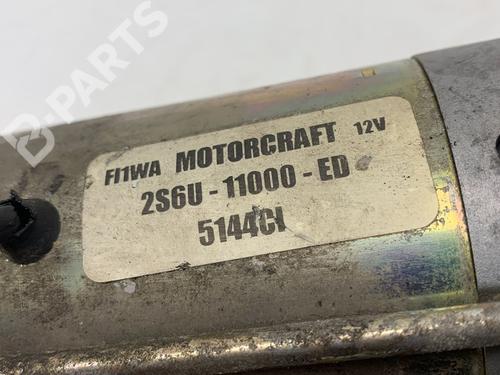 B-PARTS
FI1WA MOTORCRAFT 12V
2S6U - 11000 - ED
5144CI